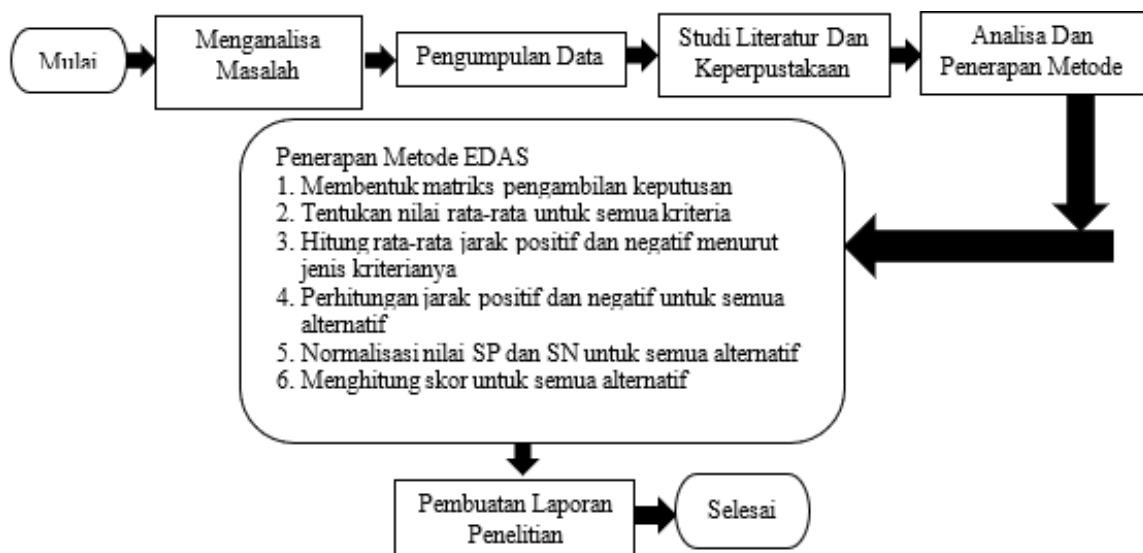 Mulai
Menganalisa
Masalah
Pengumpulan Data
Studi Literatur Dan
Keperpustakaan
Analisa Dan
Penerapan Metode
Penerapan Metode EDAS
1. Membentuk matriks pengambilan keputusan
2. Tentukan nilai rata-rata untuk semua kriteria
3. Hitung rata-rata jarak positif dan negatif menurut
jenis kriterianya
4. Perhitungan jarak positif dan negatif untuk semua
alternatif
5. Normalisasi nilai SP dan SN untuk semua alternatif
6. Menghitung skor untuk semua alternatif
Pembuatan Laporan
Penelitian
Selesai